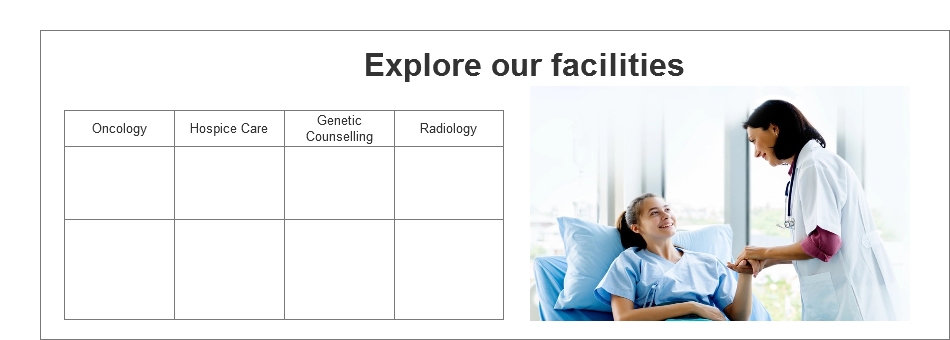 Explore our facilities
Oncology
Hospice Care
Genetic
Counselling
Radiology